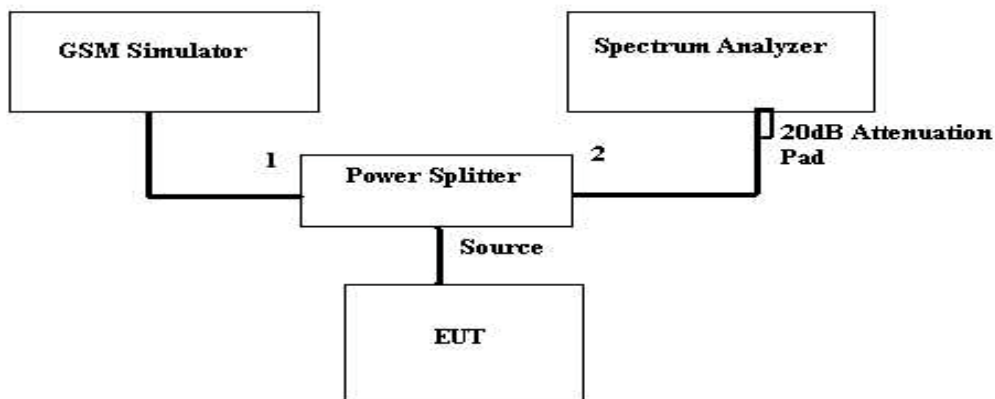 GSM Simulator
Spectrum Analyzer
20dB Attenuation
Pad
1
2
Power Splitter
Source
EUT